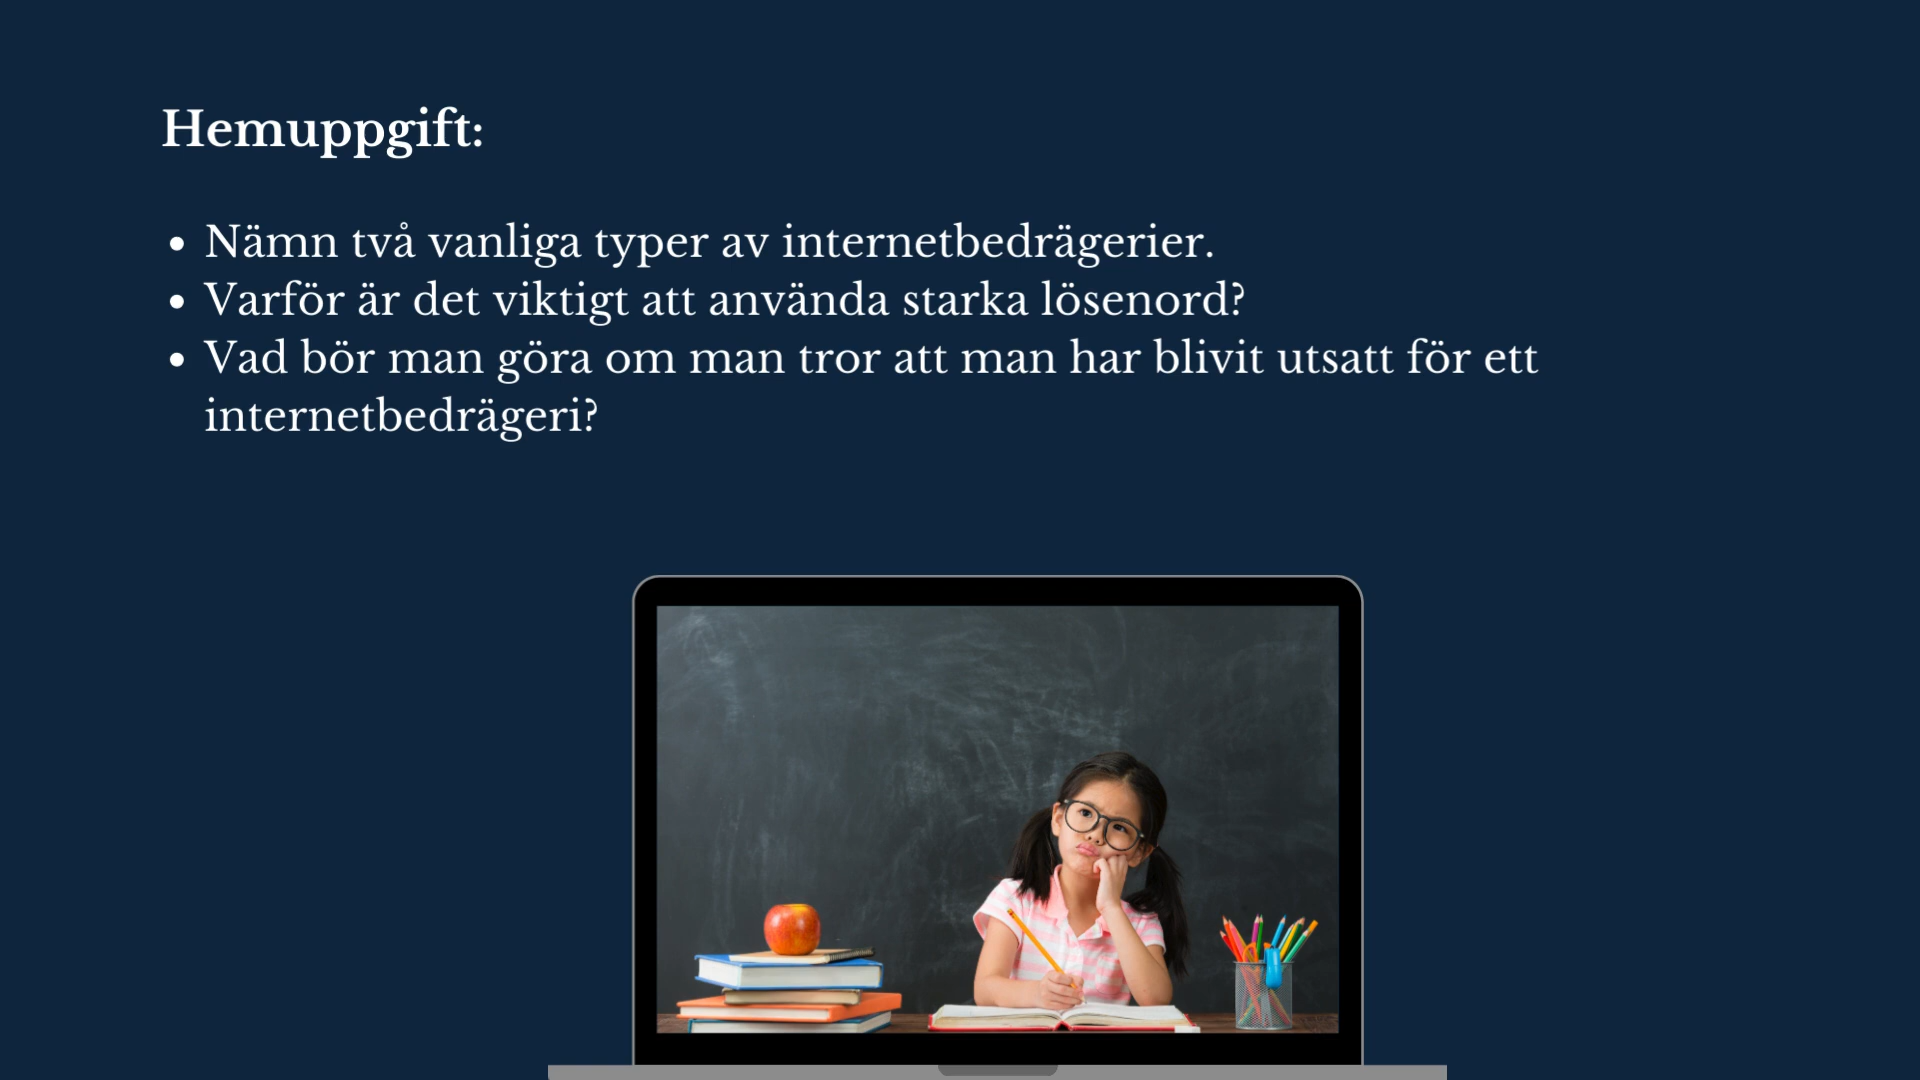 Hemuppgift:
• Nämn två vanliga typer av internetbedrägerier.
• Varför är det viktigt att använda starka lösenord?
• Vad bör man göra om man tror att man har blivit utsatt för ett
internetbedrägeri?